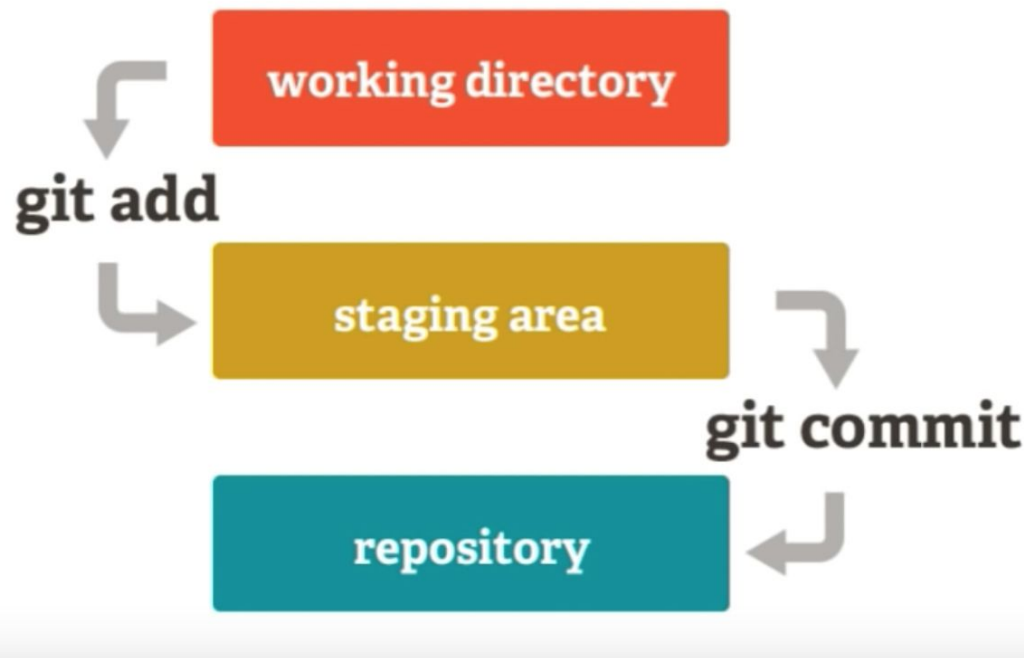 working directory
git add
staging area
git commit
repository